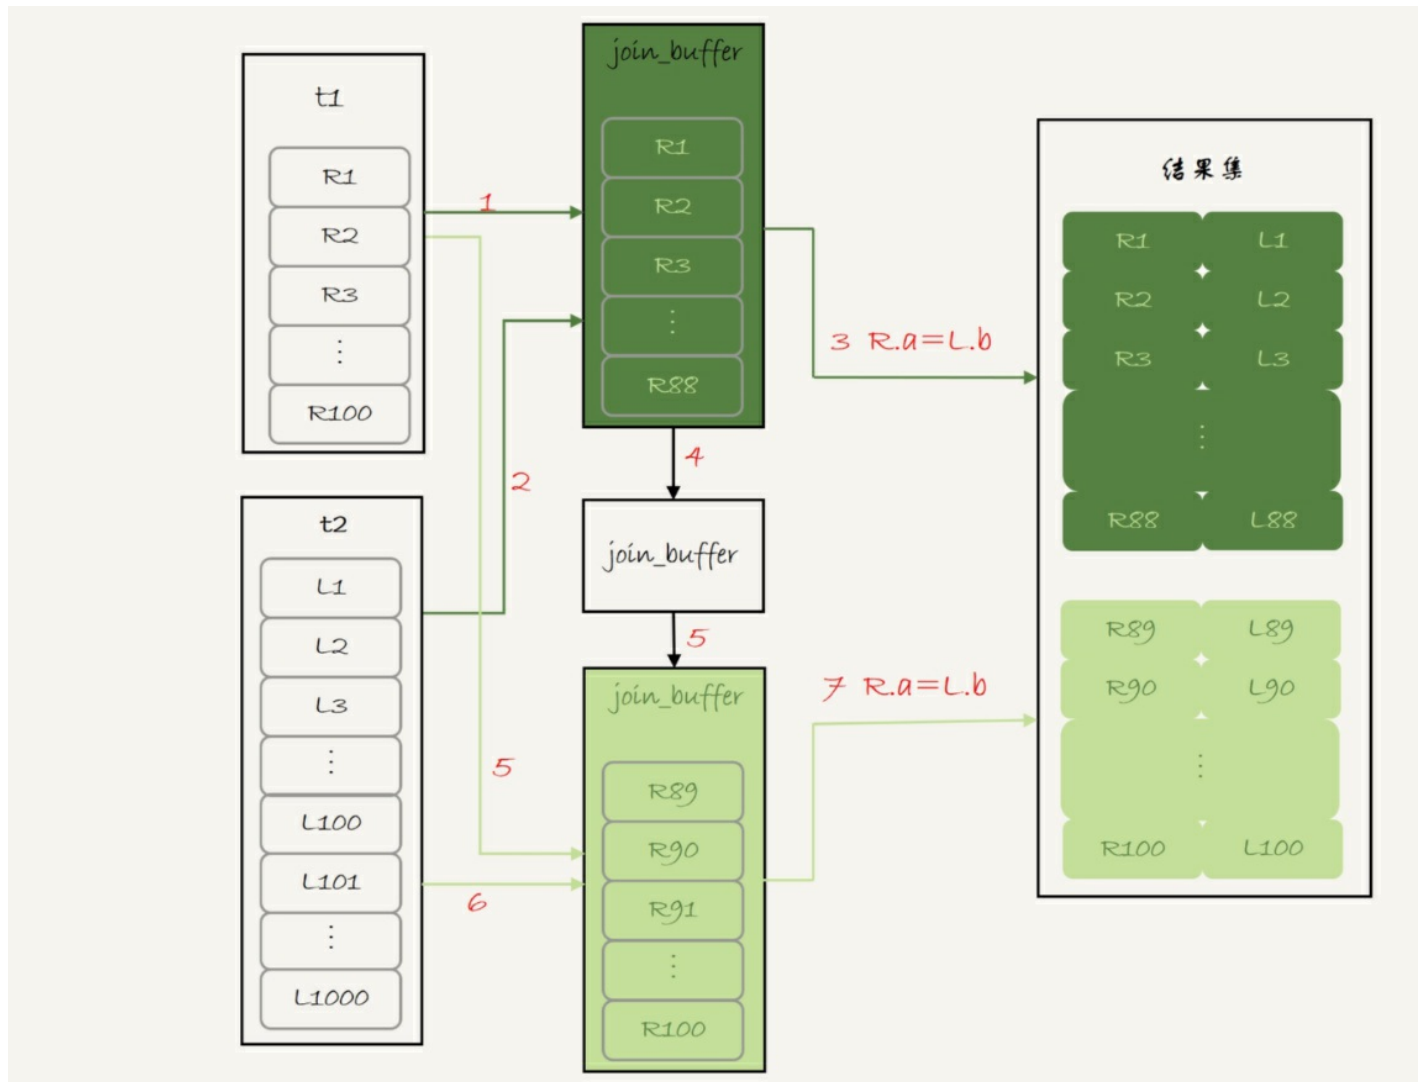 t1
R1
R2
R3
⋮
R100
t2
L1
L2
L3
⋮
L100
L101
⋮
L1000
1
2
5
6
join_buffer
R1
R2
R3
⋮
R88
4
join_buffer
5
join_buffer
R89
R90
R91
⋮
R100
3 R.a=L.b
7 R.a=L.b
结果集
R1 L1
R2 L2
R3 L3
⋮
R88 L88
R89 L89
R90 L90
⋮
R100 L100